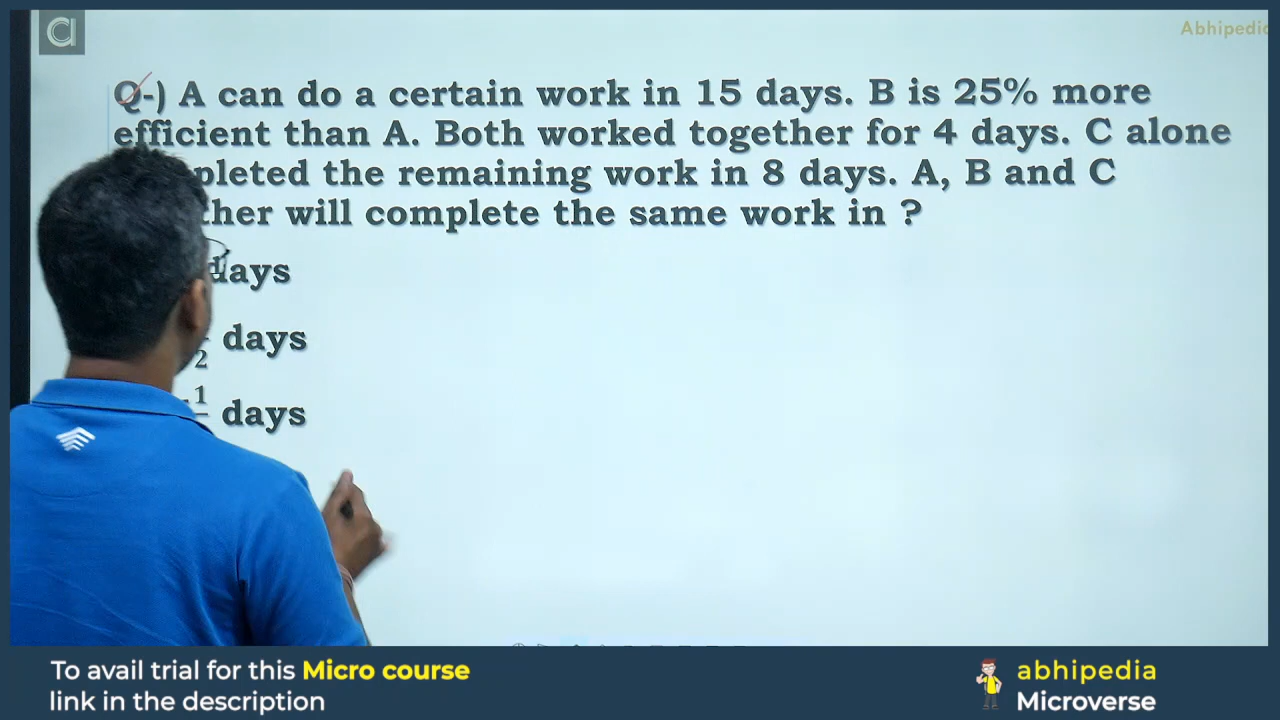 Abhipedia
Q-) A can do a certain work in 15 days. B is 25% more
efficient than A. Both worked together for 4 days. C alone
pleted the remaining work in 8 days. A, B and C
ther will complete the same work in ?
days
2 days
1 days
To avail trial for this Micro course
link in the description
abhipedia
Microverse